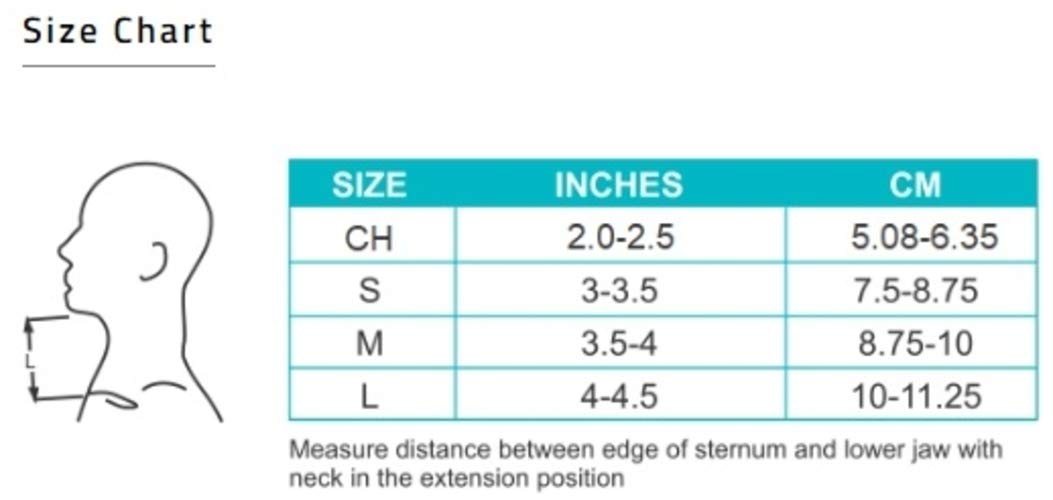 Size Chart
SIZE INCHES CM
CH 2.0-2.5 5.08-6.35
S 3-3.5 7.5-8.75
M 3.5-4 8.75-10
L 4-4.5 10-11.25
L
Measure distance between edge of sternum and lower jaw with
neck in the extension position